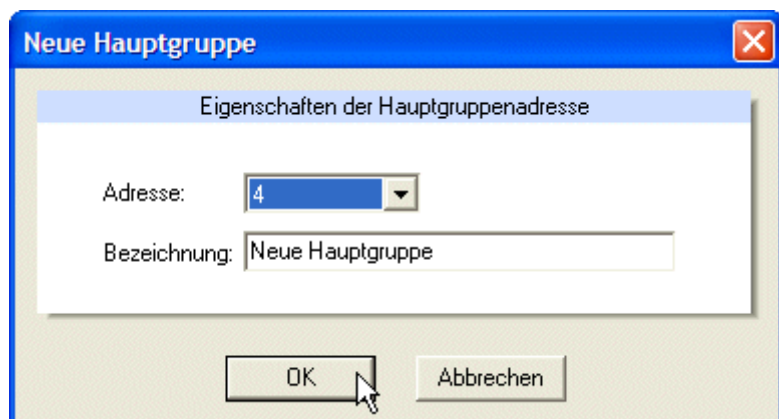 Neue Hauptgruppe
Eigenschaften der Hauptgruppenadresse
Adresse: 4
Bezeichnung: Neue Hauptgruppe
OK Abbrechen